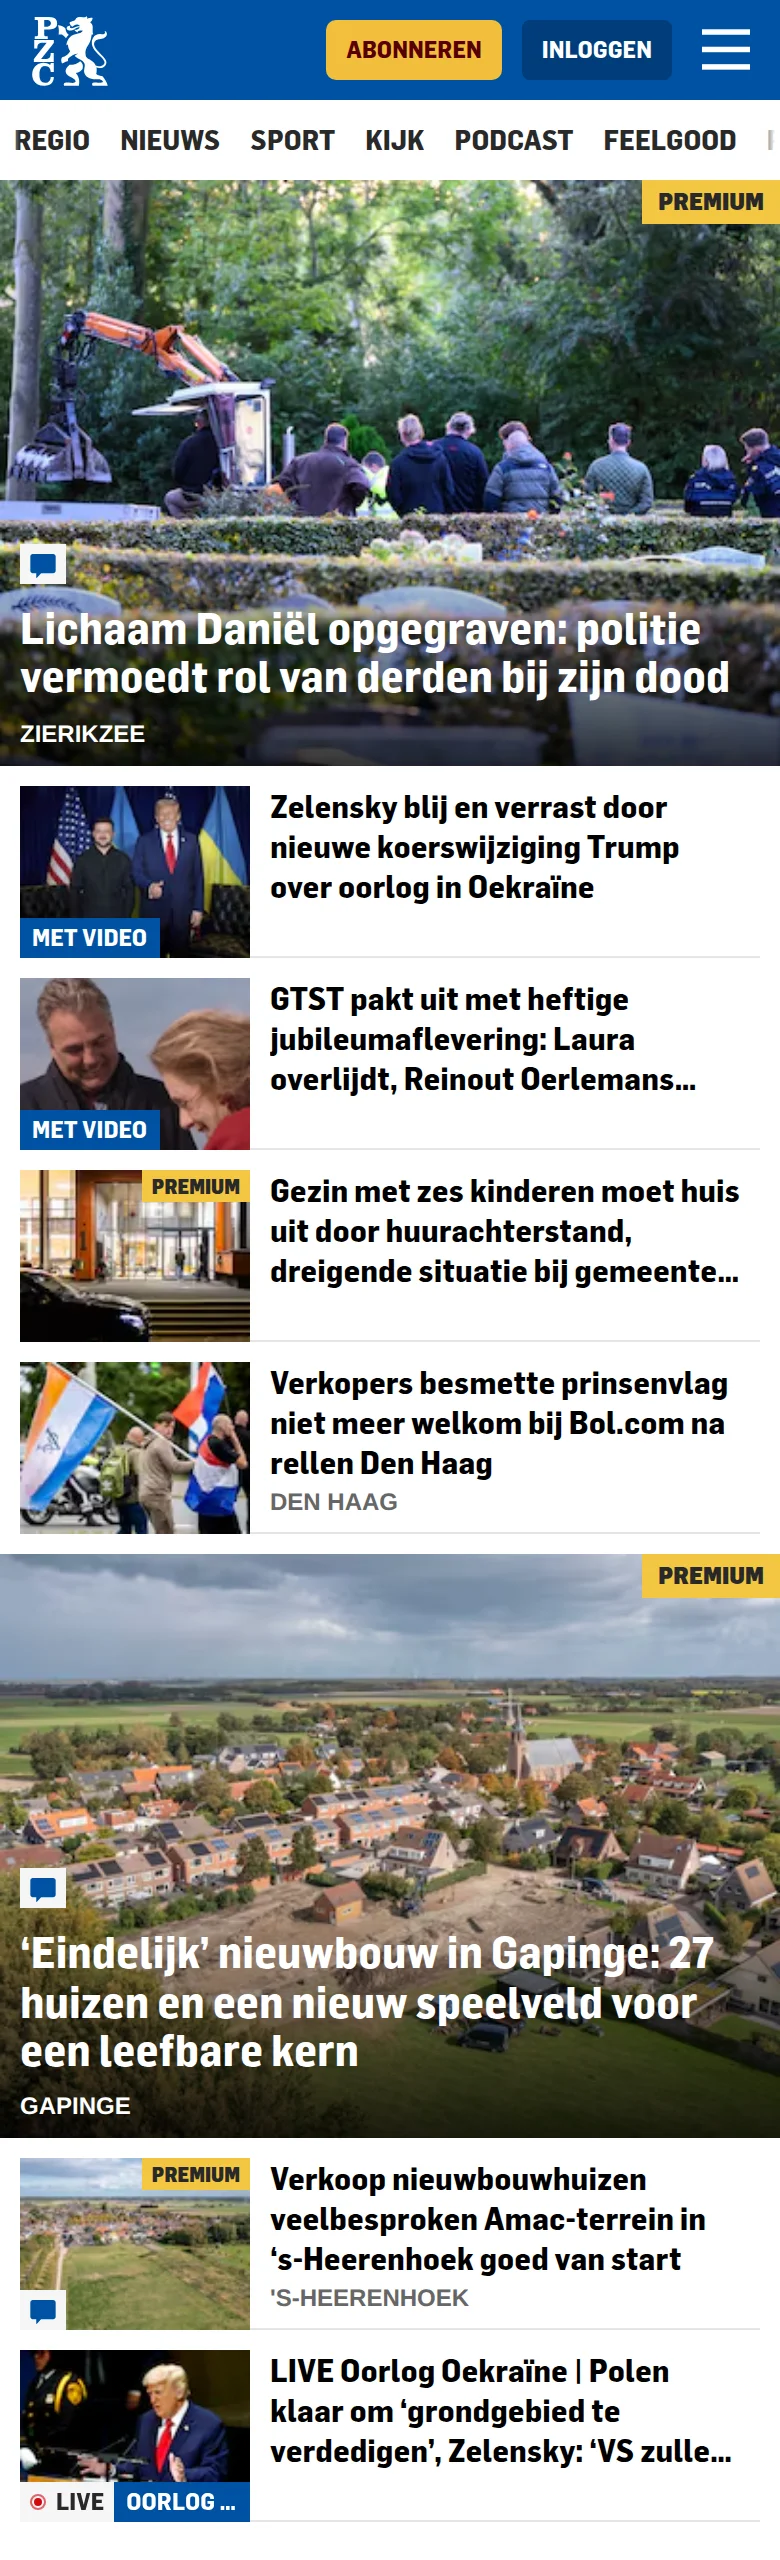 PZC
ABONNEREN
INLOGGEN
REGIO NIEUWS SPORT KIJK PODCAST FEELGOOD
PREMIUM
Lichaam Daniël opgegraven: politie
vermoedt rol van derden bij zijn dood
ZIERIKZEE
Zelensky blij en verrast door
nieuwe koerswijziging Trump
over oorlog in Oekraïne
MET VIDEO
GTST pakt uit met heftige
jubileumaflevering: Laura
overlijdt, Reinout Oerlemans...
MET VIDEO
PREMIUM
Gezin met zes kinderen moet huis
uit door huurachterstand,
dreigende situatie bij gemeente...
Verkopers besmette prinsenvlag
niet meer welkom bij Bol.com na
rellen Den Haag
DEN HAAG
PREMIUM
‘Eindelijk’ nieuwbouw in Gapinge: 27
huizen en een nieuw speelveld voor
een leefbare kern
GAPINGE
PREMIUM
Verkoop nieuwbouwhuizen
veelbesproken Amac-terrein in
‘s-Heerenhoek goed van start
'S-HEERENHOEK
LIVE Oorlog Oekraïne | Polen
klaar om ‘grondgebied te
verdedigen’, Zelensky: ‘VS zulle...
LIVE OORLOG ...